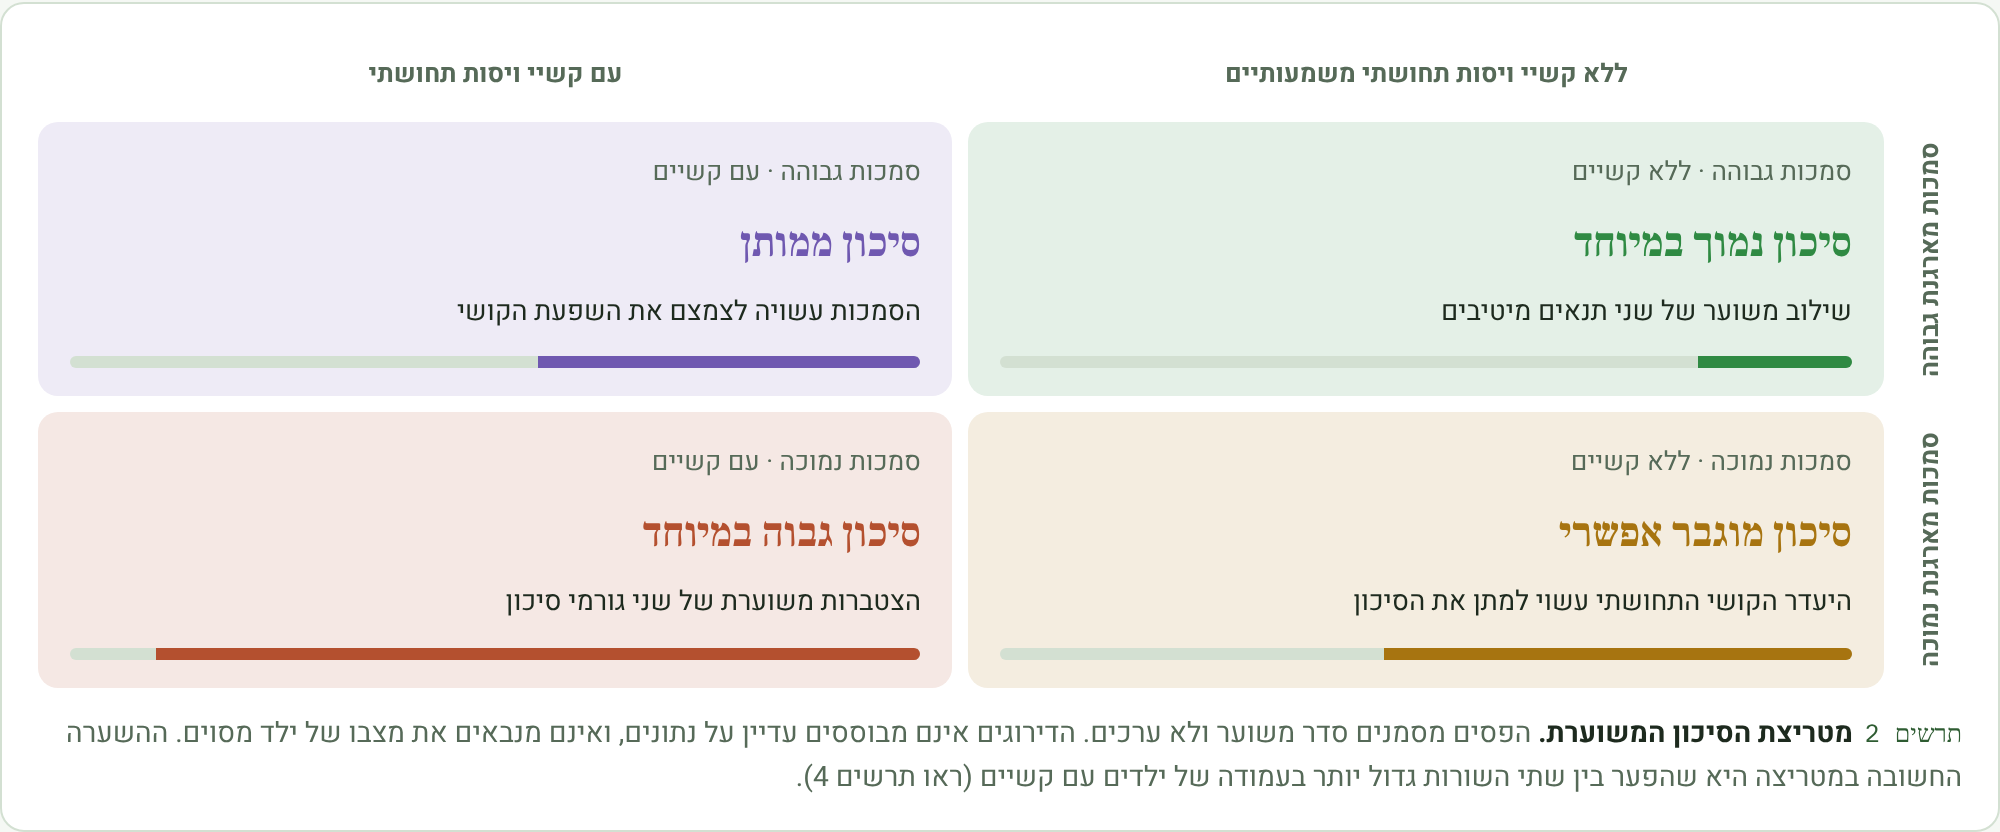 ללא קשיי ויסות תחושתי משמעותיים
עם קשיי ויסות תחושתי
סמכות מארגנת גבוהה
סמכות גבוהה · ללא קשיים
סיכון נמוך במיוחד
שילוב משוער של שני תנאים מיטיבים
סמכות גבוהה · עם קשיים
סיכון ממותן
הסמכות עשויה לצמצם את השפעת הקושי
סמכות מארגנת נמוכה
סמכות נמוכה · ללא קשיים
סיכון מוגבר אפשרי
היעדר הקושי התחושתי עשוי למתן את הסיכון
סמכות נמוכה · עם קשיים
סיכון גבוה במיוחד
הצטברות משוערת של שני גורמי סיכון
תרשים 2 מטריצת הסיכון המשוערת. הפסים מסמנים סדר משוער ולא ערכים. הדירוגים אינם מבוססים עדיין על נתונים, ואינם מנבאים את מצבו של ילד מסוים. ההשערה
החשובה במטריצה היא שהפער בין שתי השורות גדול יותר בעמודה של ילדים עם קשיים (ראו תרשים 4).